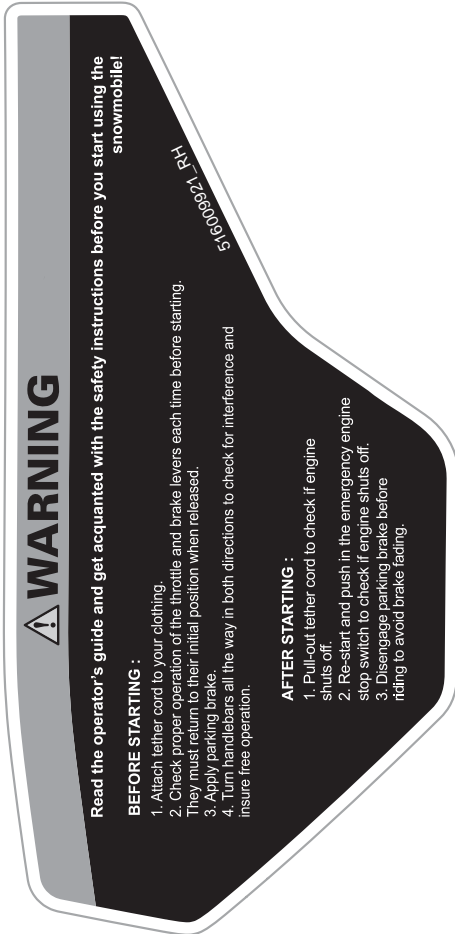 WARNING
Read the operator's guide and get acquanted with the safety instructions before you start using the
snowmobile!
BEFORE STARTING :
1. Attach tether cord to your clothing.
2. Check proper operation of the throttle and brake levers each time before starting.
They must return to their initial position when released.
3. Apply parking brake.
4. Turn handlebars all the way in both directions to check for interference and
insure free operation.
516009921_RH
AFTER STARTING :
1. Pull-out tether cord to check if engine
shuts off.
2. Re-start and push in the emergency engine
stop switch to check if engine shuts off.
3. Disengage parking brake before
riding to avoid brake fading.